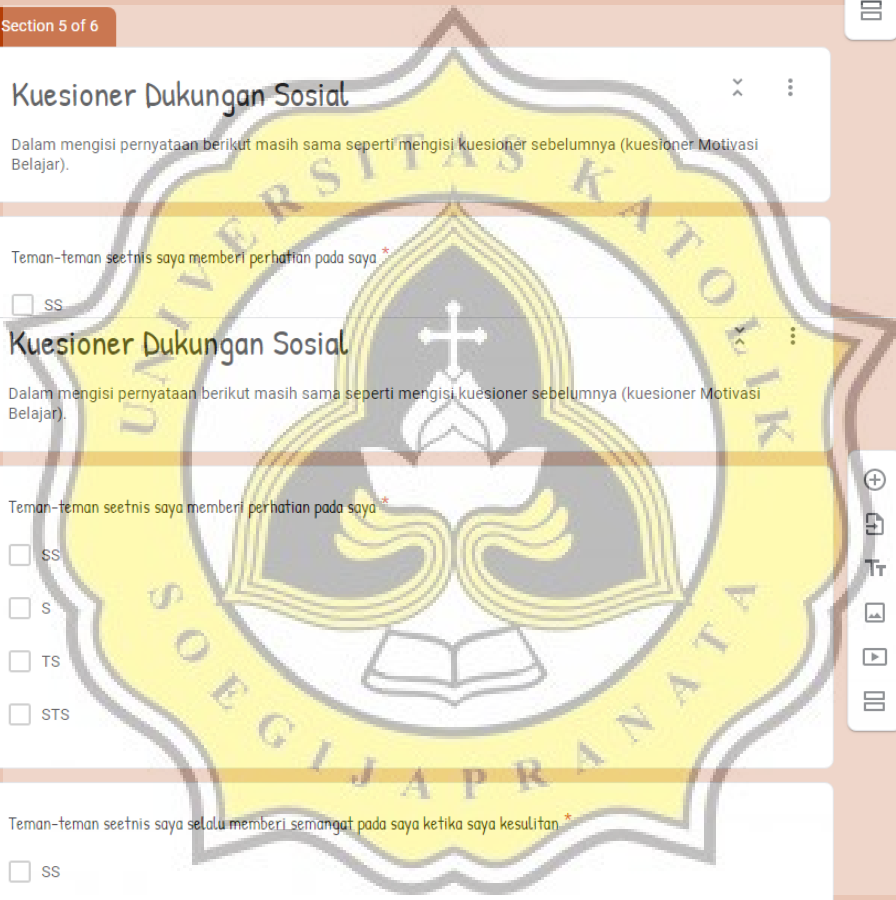 Section 5 of 6
Kuesioner Dukungan Sosial
Dalam mengisi pernyataan berikut masih sama seperti mengisi kuesioner sebelumnya (kuesioner Motivasi
Belajar).
Teman-teman seetnis saya memberi perhatian pada saya *
SS
Kuesioner Dukungan Sosial
Dalam mengisi pernyataan berikut masih sama seperti mengisi kuesioner sebelumnya (kuesioner Motivasi
Belajar).
Teman-teman seetnis saya memberi perhatian pada saya *
SS
S
TS
STS
Teman-teman seetnis saya selalu memberi semangat pada saya ketika saya kesulitan *
SS
UNIVERSITAS KATOLIK
SOEGIJAPRANATA
Tт